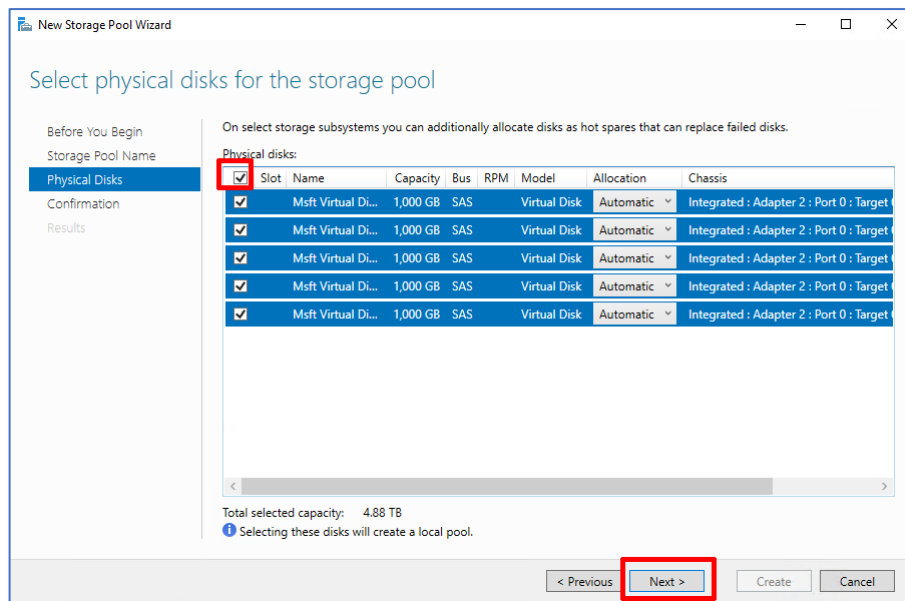 New Storage Pool Wizard
Select physical disks for the storage pool
Before You Begin
Storage Pool Name
Physical Disks
Confirmation
Results
On select storage subsystems you can additionally allocate disks as hot spares that can replace failed disks.
Physical disks:
Slot Name Capacity Bus RPM Model Allocation Chassis
Msft Virtual Di... 1,000 GB SAS Virtual Disk Automatic Integrated : Adapter 2 : Port 0 : Target
Msft Virtual Di... 1,000 GB SAS Virtual Disk Automatic Integrated : Adapter 2 : Port 0 : Target
Msft Virtual Di... 1,000 GB SAS Virtual Disk Automatic Integrated : Adapter 2 : Port 0 : Target
Msft Virtual Di... 1,000 GB SAS Virtual Disk Automatic Integrated : Adapter 2 : Port 0 : Target
Msft Virtual Di... 1,000 GB SAS Virtual Disk Automatic Integrated : Adapter 2 : Port 0 : Target
Total selected capacity: 4.88 TB
Selecting these disks will create a local pool.
< Previous Next > Create Cancel